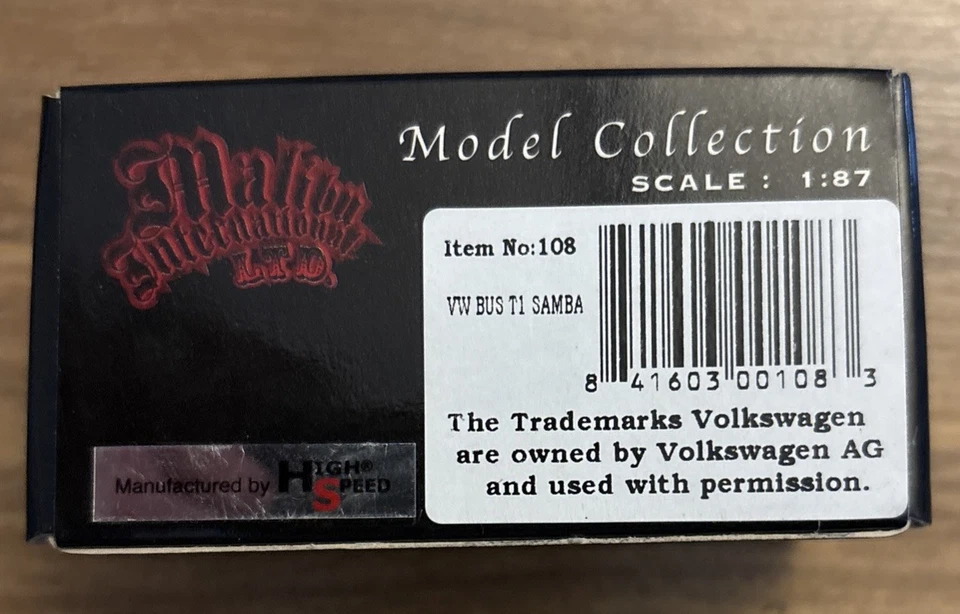 Malibu
International
LTD.
Model Collection
SCALE : 1:87
Item No:108
VW BUS T1 SAMBA
8 41603 00108 3
The Trademarks Volkswagen
are owned by Volkswagen AG
and used with permission.
Manufactured by HIGH® SPEED